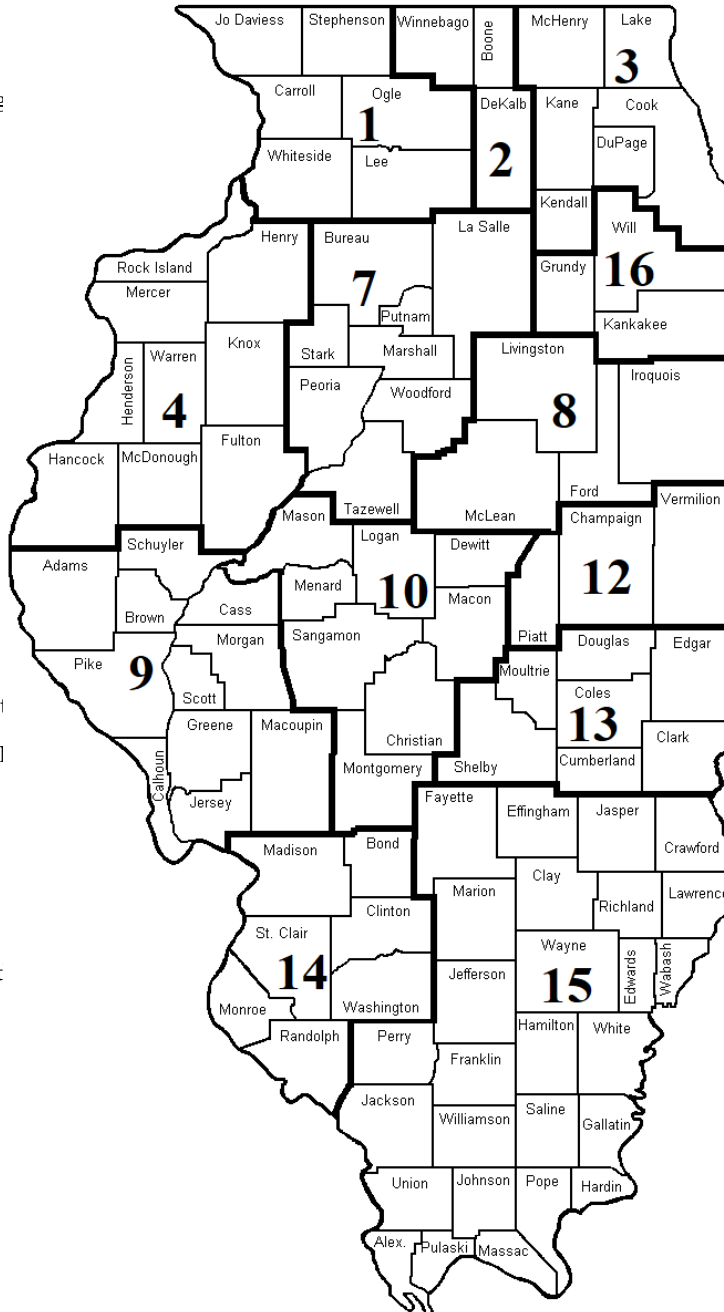 Jo Daviess
Stephenson
Winnebago
Boone
McHenry
Lake
3
Carroll
Ogle
1
DeKalb
2
Kane
Cook
DuPage
Whiteside
Lee
Kendall
Henry
Bureau
La Salle
Will
16
Rock Island
Mercer
7
Putnam
Grundy
Kankakee
Henderson
Warren
4
Knox
Stark
Marshall
Livingston
8
Iroquois
Peoria
Woodford
Hancock
McDonough
Fulton
Tazewell
McLean
Ford
Vermilion
Mason
Logan
Dewitt
Champaign
12
Adams
Schuyler
Brown
Cass
Menard
10
Macon
Piatt
Pike
9
Morgan
Sangamon
Scott
Moultrie
Douglas
Edgar
Greene
Macoupin
Christian
Coles
13
Clark
Calhoun
Jersey
Montgomery
Shelby
Cumberland
Fayette
Effingham
Jasper
Crawford
Madison
Bond
Marion
Clay
Richland
Lawrence
Clinton
St. Clair
14
Wayne
15
Edwards
Wabash
Monroe
Washington
Jefferson
Randolph
Perry
Franklin
Hamilton
White
Jackson
Williamson
Saline
Gallatin
Union
Johnson
Pope
Hardin
Alex.
Pulaski
Massac